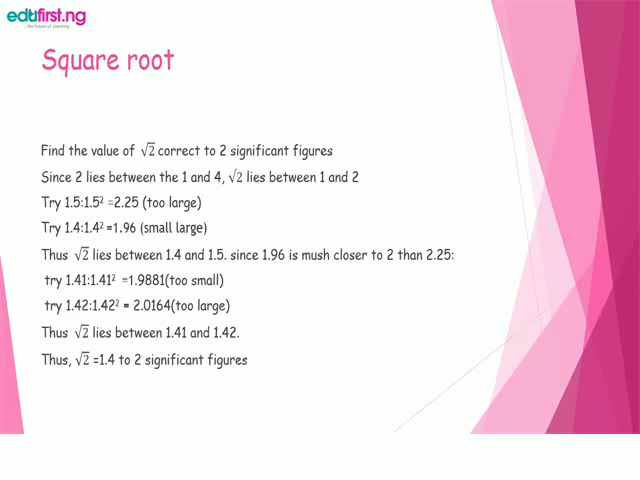 edufirst.ng
...the future of learning
Square root
Find the value of √2 correct to 2 significant figures
Since 2 lies between the 1 and 4, √2 lies between 1 and 2
Try 1.5:1.5² =2.25 (too large)
Try 1.4:1.4² =1.96 (small large)
Thus √2 lies between 1.4 and 1.5. since 1.96 is mush closer to 2 than 2.25:
try 1.41:1.41² =1.9881(too small)
try 1.42:1.42² = 2.0164(too large)
Thus √2 lies between 1.41 and 1.42.
Thus, √2 =1.4 to 2 significant figures